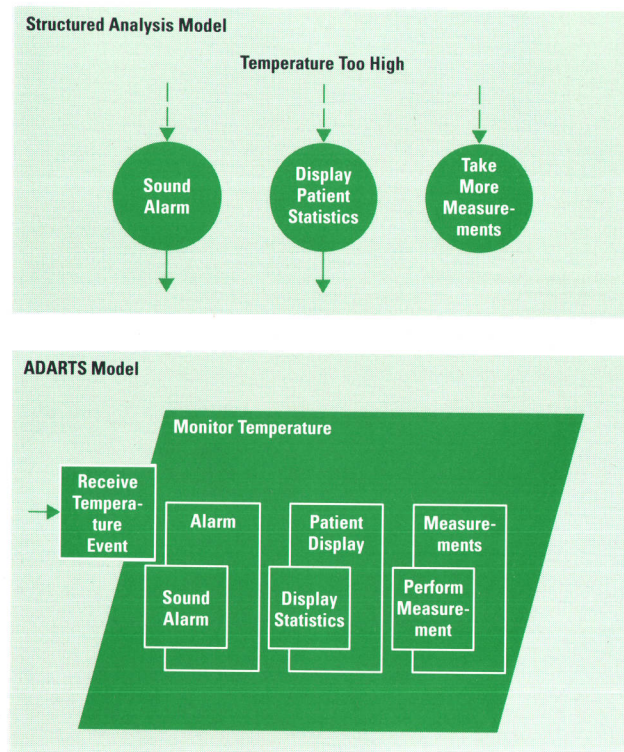 Structured Analysis Model
Temperature Too High
Sound
Alarm
Display
Patient
Statistics
Take
More
Measure-
ments
ADARTS Model
Monitor Temperature
Receive
Tempera-
ture
Event
Alarm
Sound
Alarm
Patient
Display
Display
Statistics
Measure-
ments
Perform
Measure-
ment